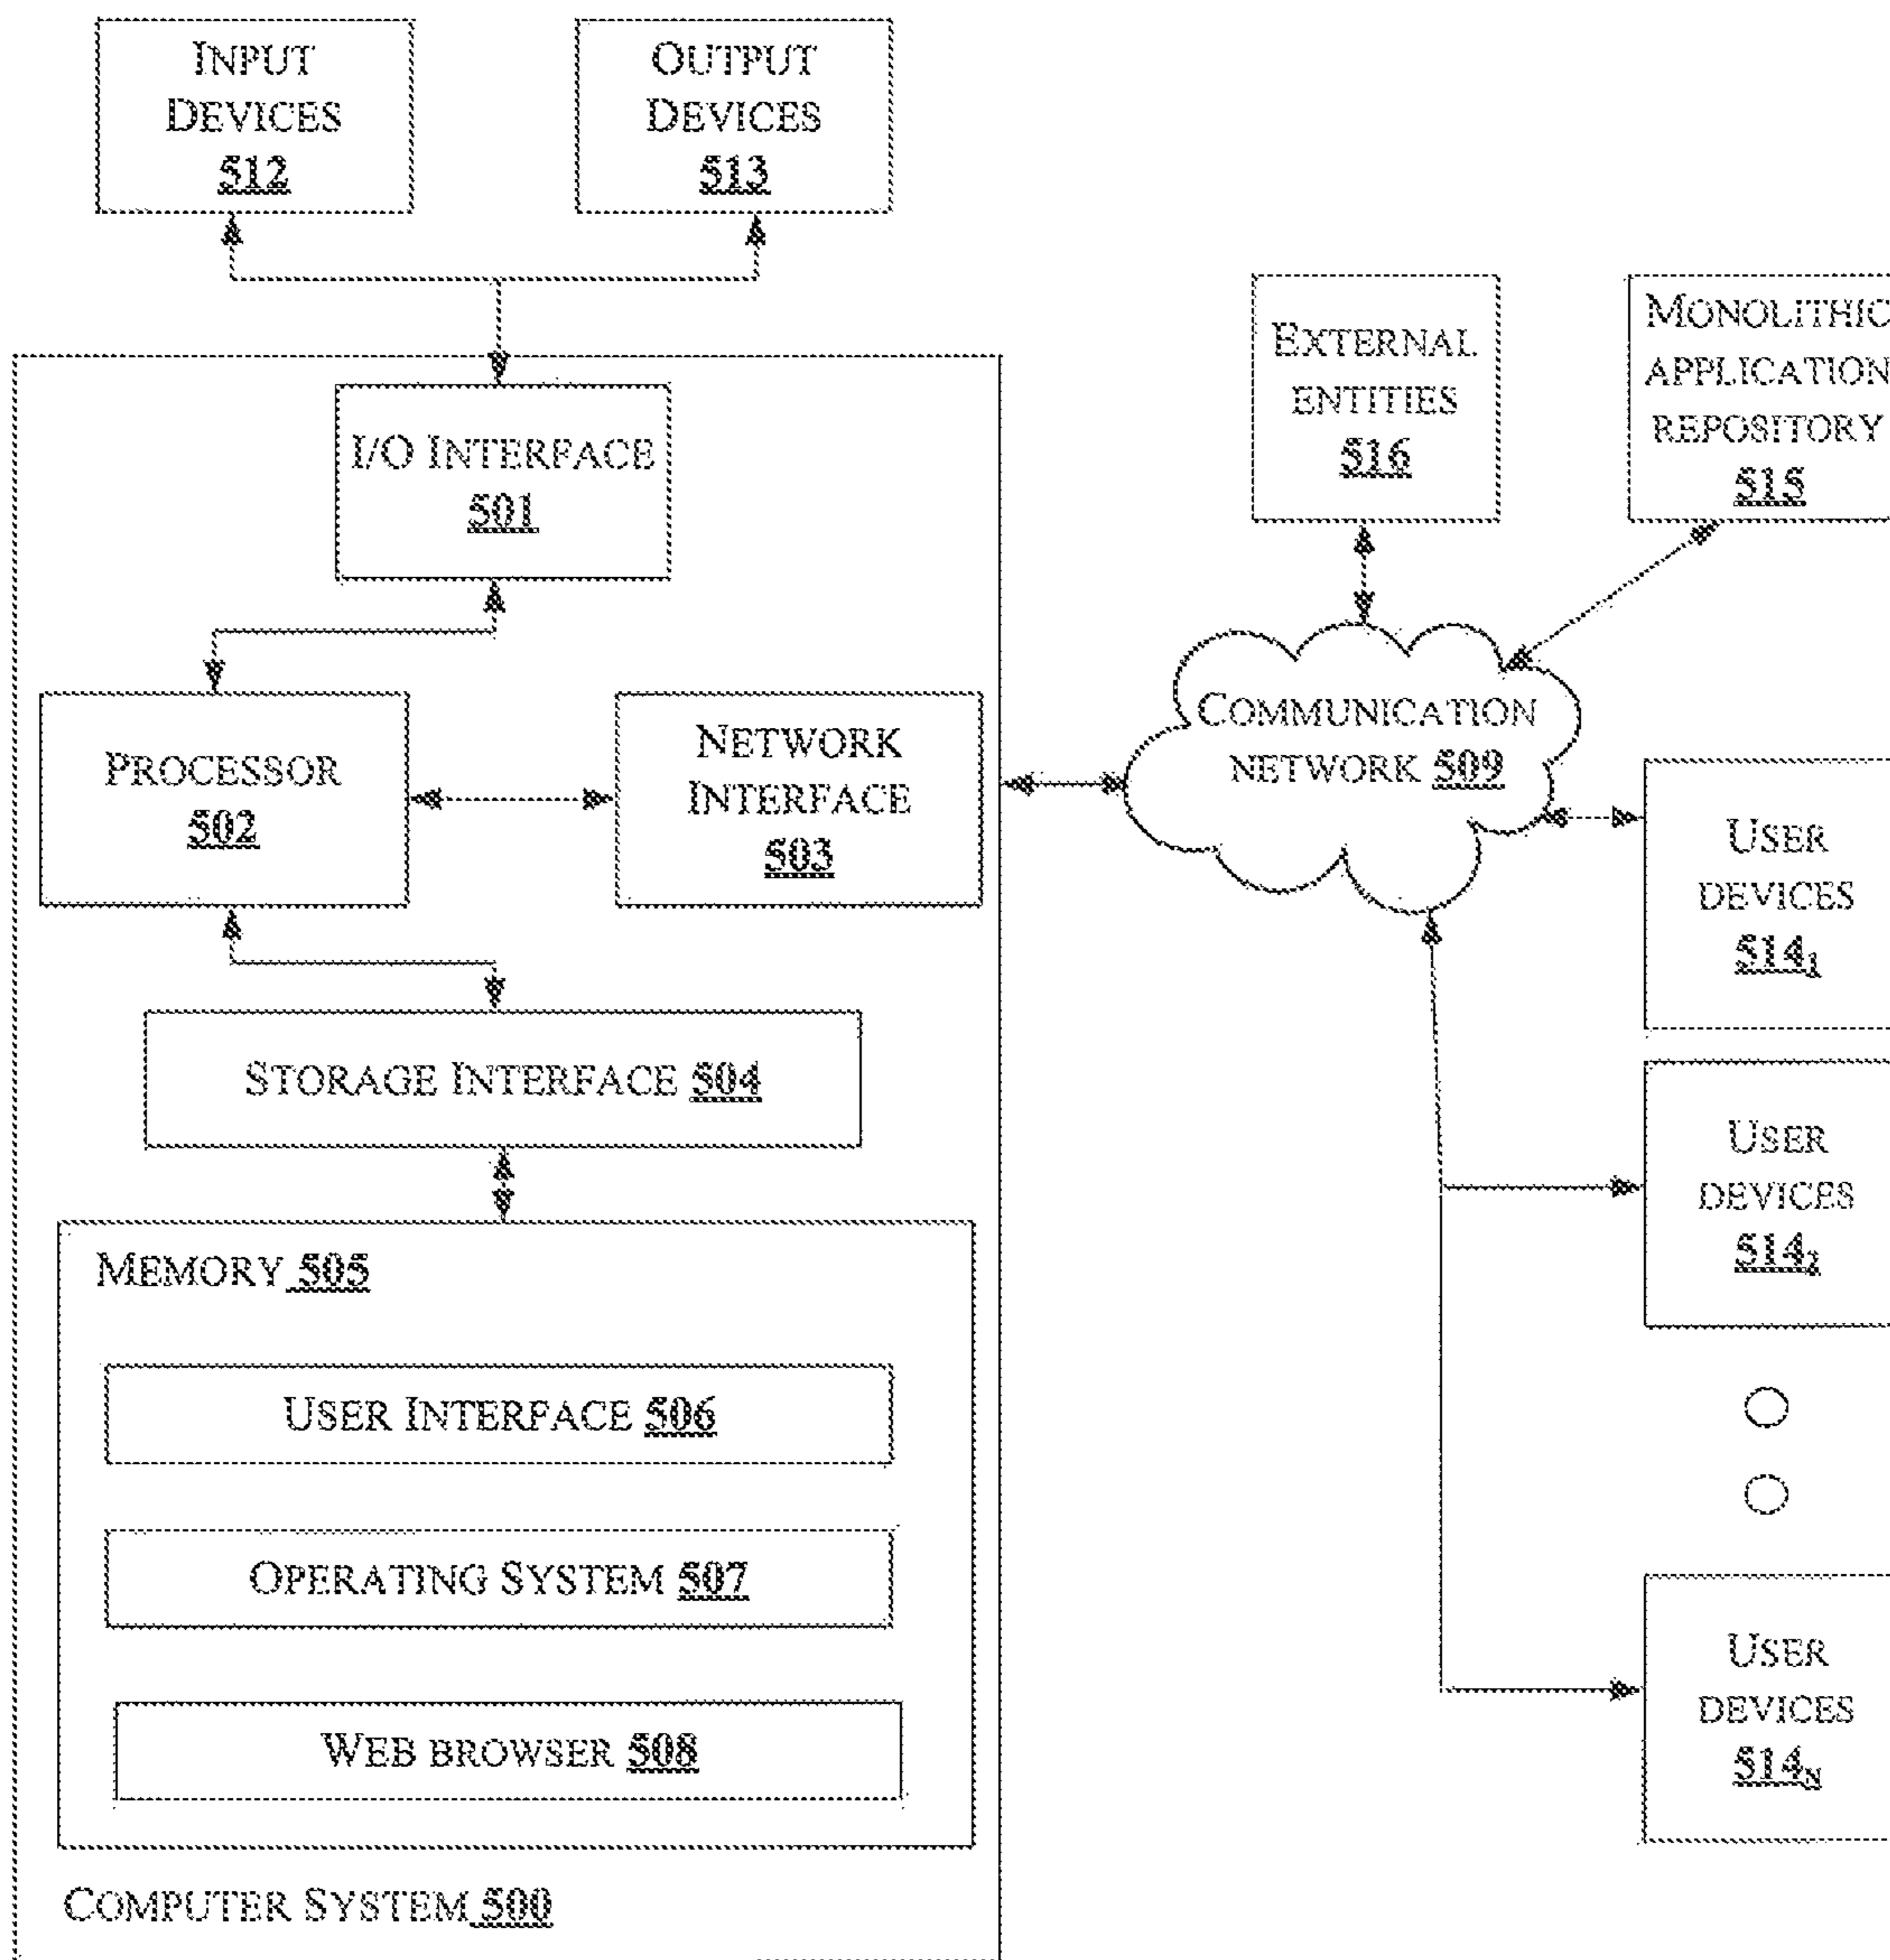 INPUT
DEVICES
512
OUTPUT
DEVICES
513
I/O INTERFACE
501
EXTERNAL
ENTITIES
516
MONOLITHIC
APPLICATION
REPOSITORY
515
PROCESSOR
502
NETWORK
INTERFACE
503
COMMUNICATION
NETWORK 509
USER
DEVICES
514₁
STORAGE INTERFACE 504
USER
DEVICES
514₂
MEMORY 505
USER INTERFACE 506
OPERATING SYSTEM 507
WEB BROWSER 508
USER
DEVICES
514N
COMPUTER SYSTEM 500